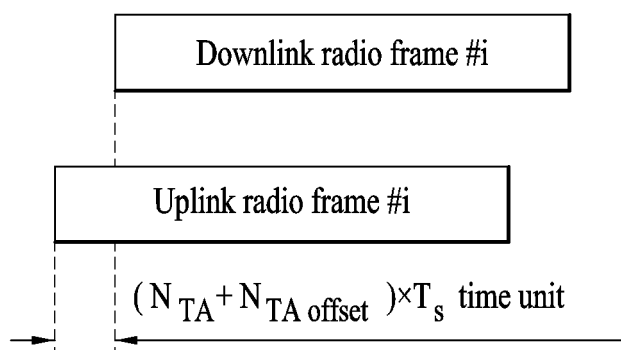 Downlink radio frame #i
Uplink radio frame #i
( N TA + N TA offset ) ×T s time unit